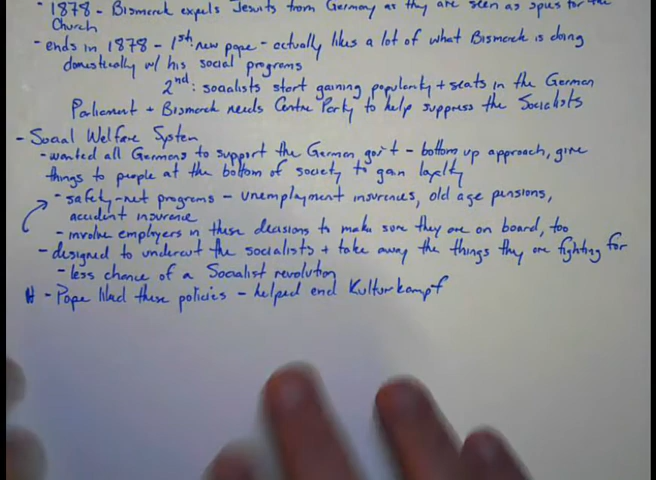 - 1878 - Bismarck expels Jesuits from Germany as they are seen as spies for the
Church
- ends in 1878 - 1st: new pope - actually likes a lot of what Bismarck is doing
domestically w/ his social programs
2nd: socialists start gaining popularity + seats in the German
Parliament + Bismarck needs Centre Party to help suppress the Socialists
- Social Welfare System
- wanted all Germans to support the German gov't - bottom up approach, give
things to people at the bottom of society to gain loyalty
- safety-net programs - unemployment insurances, old age pensions,
accident insurance
- involve employers in these decisions to make sure they are on board, too
- designed to undercut the socialists + take away the things they are fighting for
- less chance of a Socialist revolution
- Pope liked these policies - helped end Kulturkampf